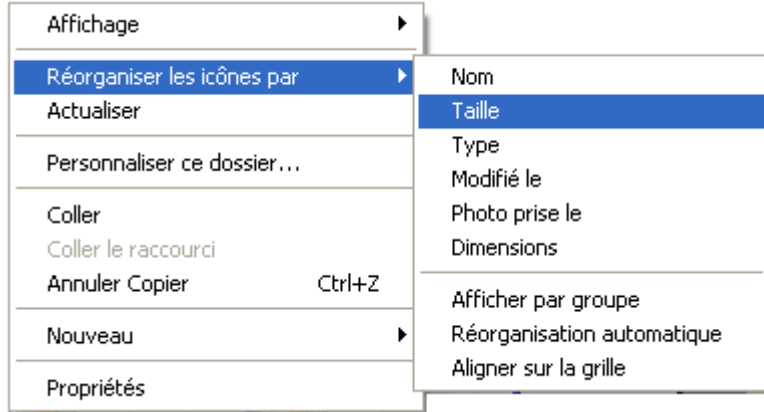 Affichage
Réorganiser les icônes par
Actualiser
Personnaliser ce dossier...
Coller
Coller le raccourci
Annuler Copier Ctrl+Z
Nouveau
Propriétés
Nom
Taille
Type
Modifié le
Photo prise le
Dimensions
Afficher par groupe
Réorganisation automatique
Aligner sur la grille